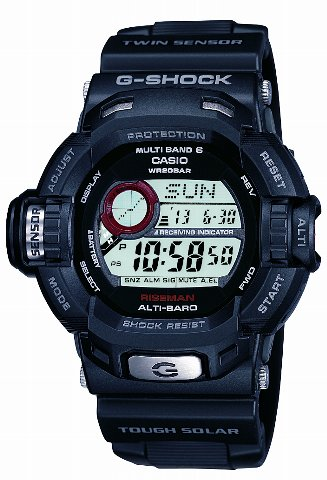 TWIN SENSOR
G-SHOCK
PROTECTION
MULTI BAND 6
CASIO
WR20BAR
ADJUST
RESET
DISPLAY
REV
SUN
13 6-30
RECEIVING INDICATOR
SENSOR
ALTI
BATTERY
P
10:58 50
PS
SELECT
FWD
SNZ ALM SIG MUTE A.EL
MODE
START
RISEMAN
ALTI-BARO
SHOCK RESIST
G
TOUGH SOLAR